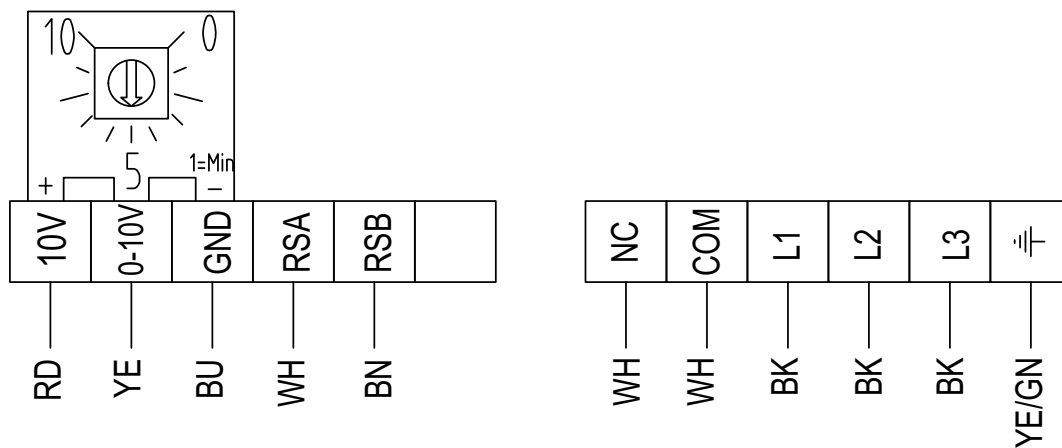 10 0
5 1=Min
+ -
10V 0-10V GND RSA RSB
RD YE BU WH BN
NC COM L1 L2 L3
WH WH BK BK BK YE/GN